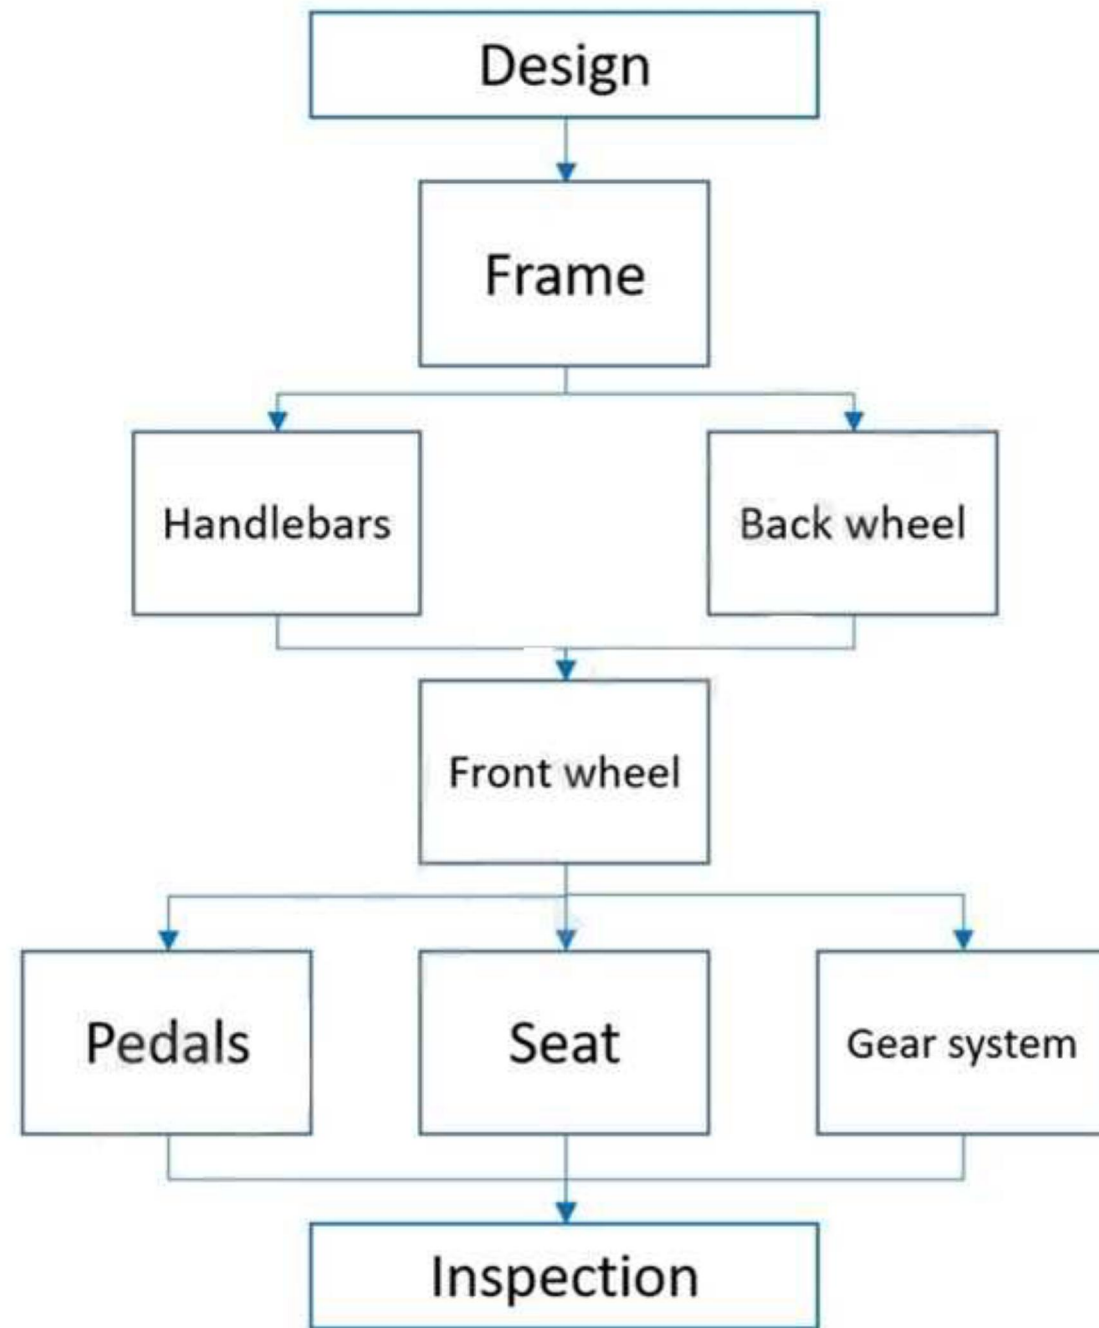 Design
Frame
Handlebars
Back wheel
Front wheel
Pedals
Seat
Gear system
Inspection